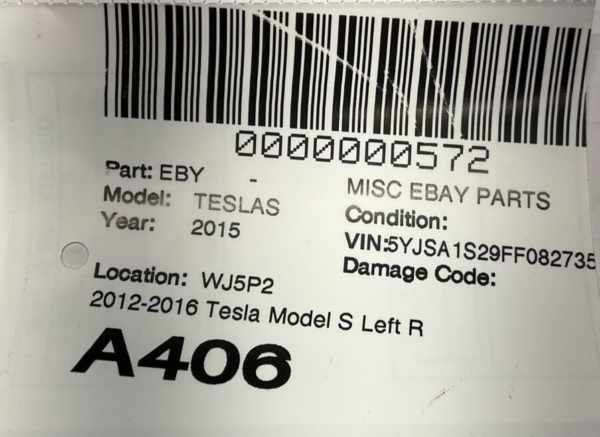 0000000572
Part: EBY - MISC EBAY PARTS
Model: TESLAS Condition:
Year: 2015 VIN:5YJSA1S29FF082735
Damage Code:
Location: WJ5P2
2012-2016 Tesla Model S Left R
A406